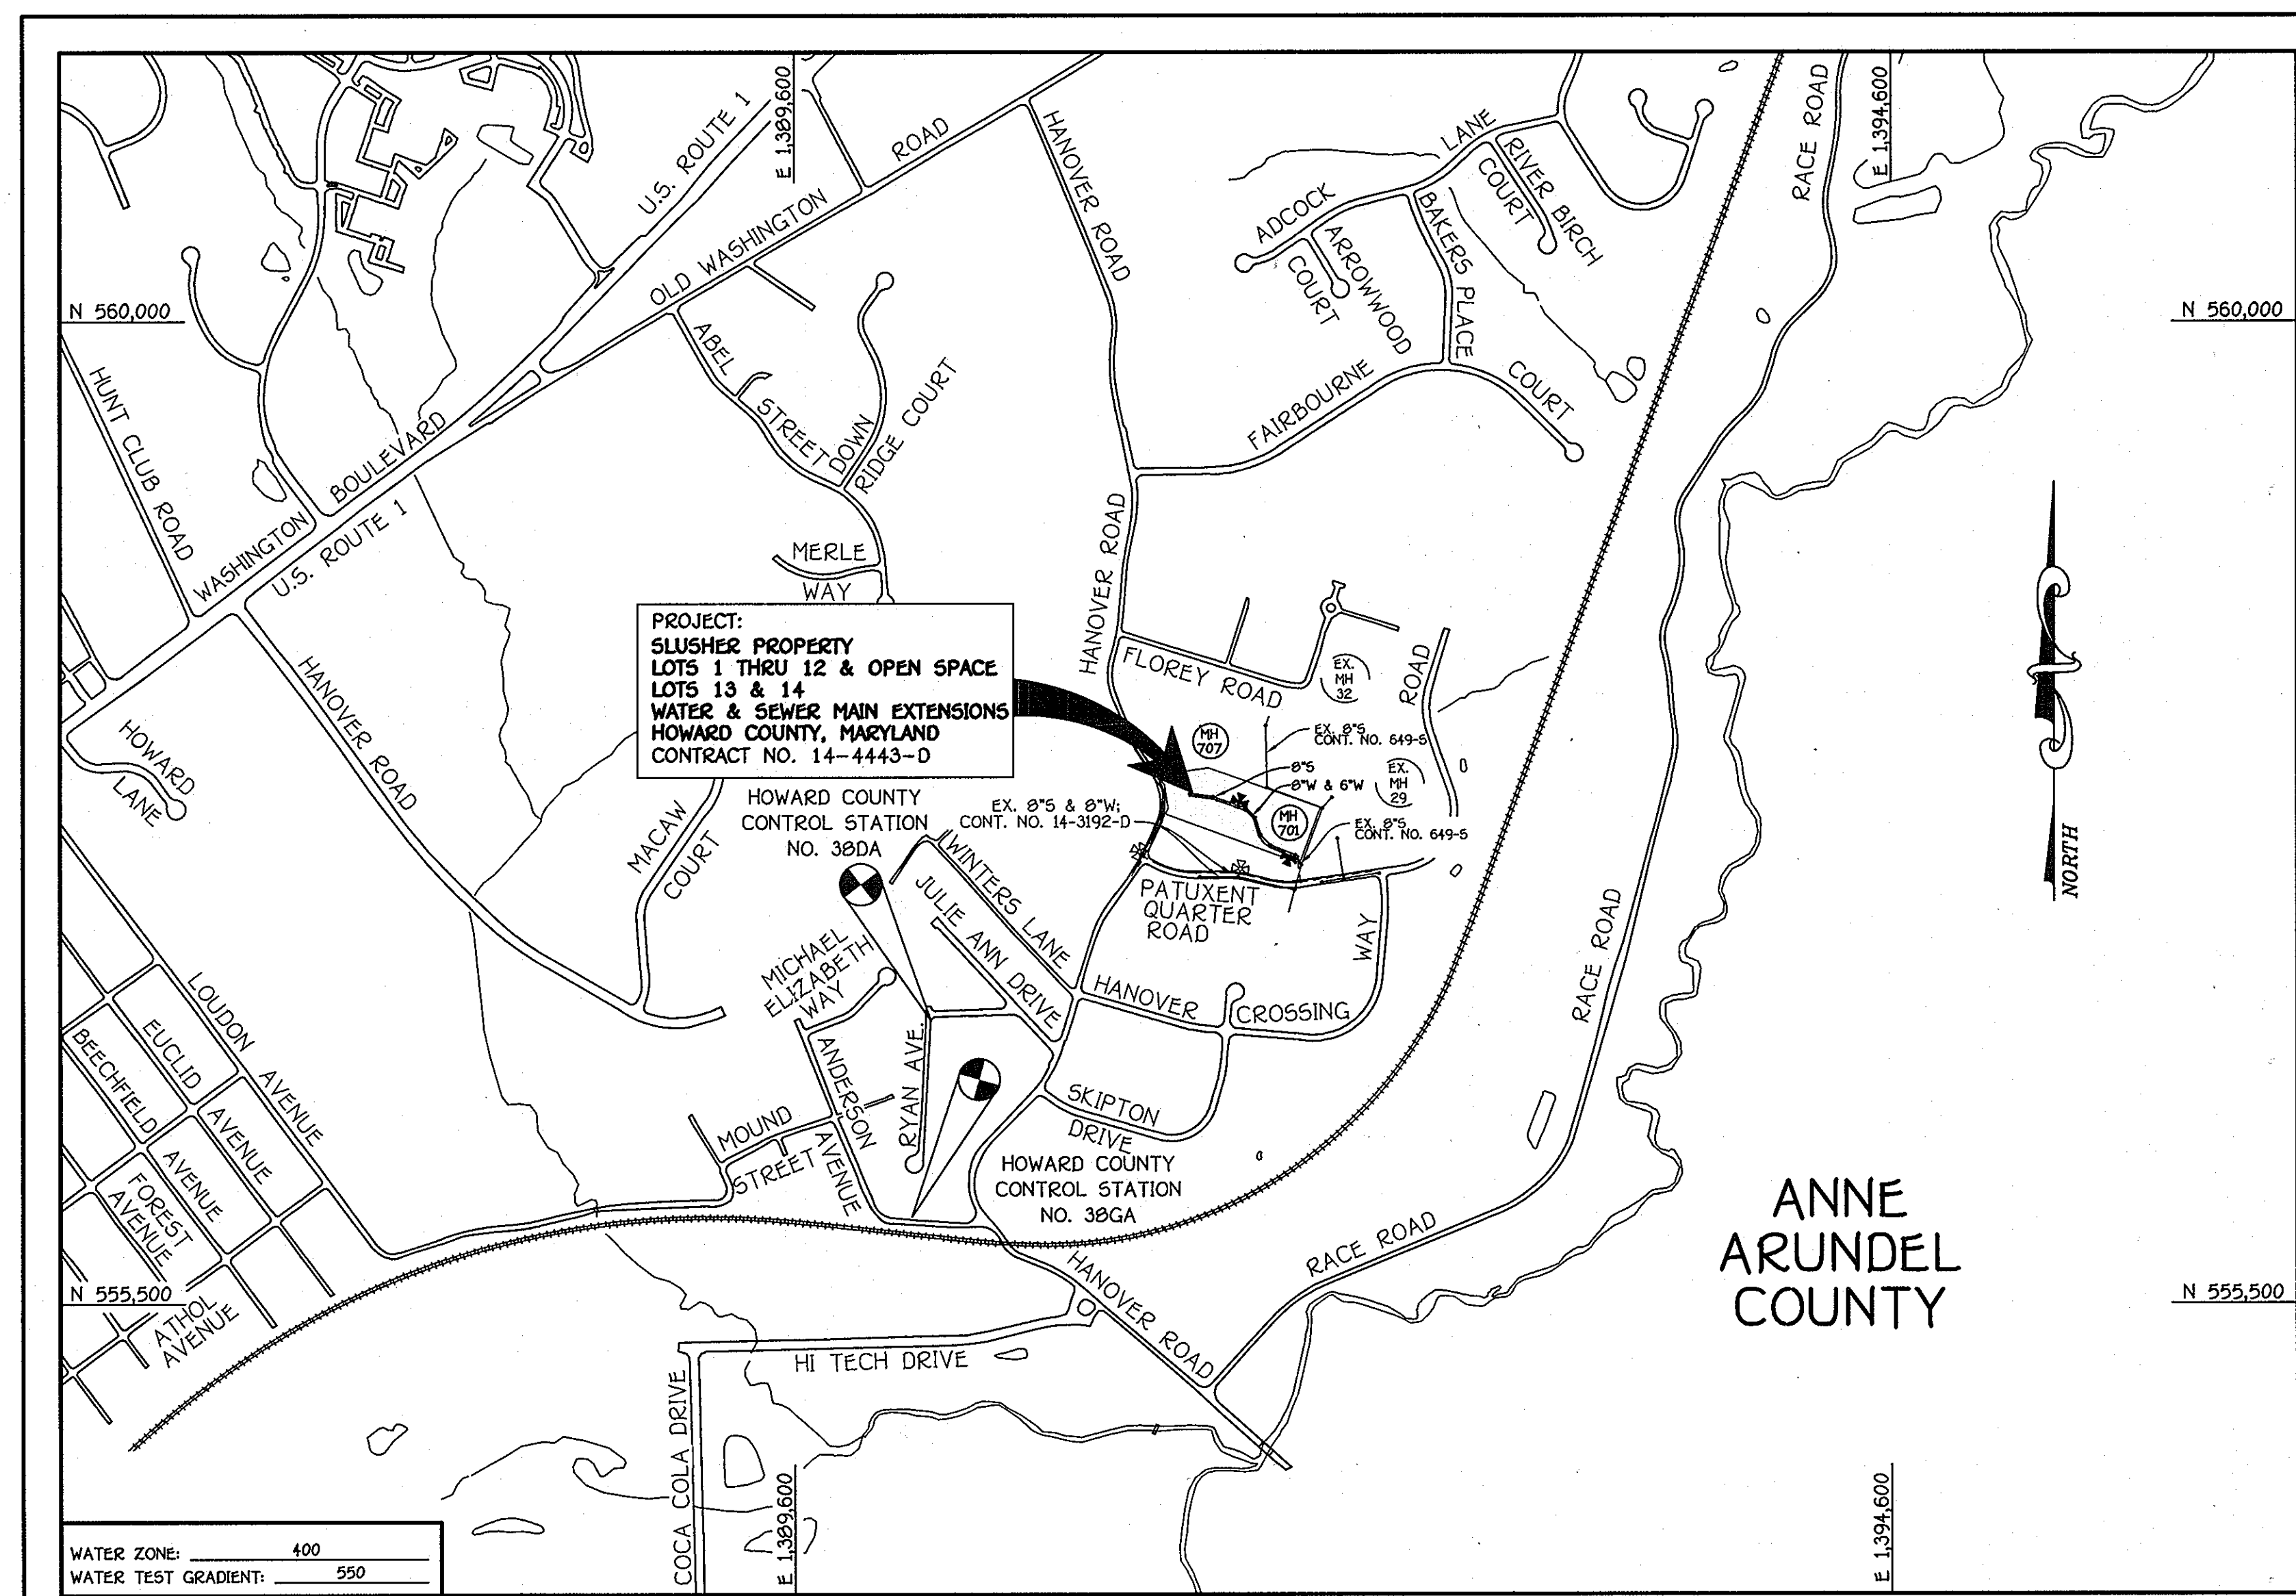 E 1,389,600
E 1,394,600
RACE ROAD
U.S. ROUTE 1
OLD WASHINGTON ROAD
HANOVER ROAD
ADCOCK LANE
RIVER BIRCH
COURT
BAKERS PLACE
ARROWWOOD
COURT
N 560,000
N 560,000
HUNT CLUB ROAD
ABEL
STREET
DOWN
RIDGE COURT
FAIRBOURNE COURT
WASHINGTON BOULEVARD
U.S. ROUTE 1
HANOVER ROAD
MERLE
WAY
PROJECT:
SLUSHER PROPERTY
LOTS 1 THRU 12 & OPEN SPACE
LOTS 13 & 14
WATER & SEWER MAIN EXTENSIONS
HOWARD COUNTY, MARYLAND
CONTRACT NO. 14-4443-D
FLOREY ROAD
EX.
MH
32
ROAD
MH
707
EX. 8"S
CONT. NO. 649-S
8"S
8"W & 6"W
EX.
MH
29
MH
701
EX. 8"S
CONT. NO. 649-S
EX. 8"S & 8"W;
CONT. NO. 14-3192-D
HANOVER ROAD
HOWARD
LANE
MACAW
COURT
HOWARD COUNTY
CONTROL STATION
NO. 38DA
WINTERS LANE
JULIE ANN DRIVE
PATUXENT
QUARTER
ROAD
WAY
NORTH
MICHAEL
ELIZABETH
WAY
HANOVER CROSSING
RACE ROAD
LOUDON AVENUE
EUCLID AVENUE
BEECHFIELD AVENUE
FOREST
AVENUE
ATHOL
AVENUE
ANDERSON
AVENUE
RYAN AVE.
MOUND
STREET
SKIPTON
DRIVE
HOWARD COUNTY
CONTROL STATION
NO. 38GA
RACE ROAD
ANNE
ARUNDEL
COUNTY
N 555,500
N 555,500
HANOVER ROAD
HI TECH DRIVE
COCA COLA DRIVE
E 1,389,600
E 1,394,600
WATER ZONE: 400
WATER TEST GRADIENT: 550